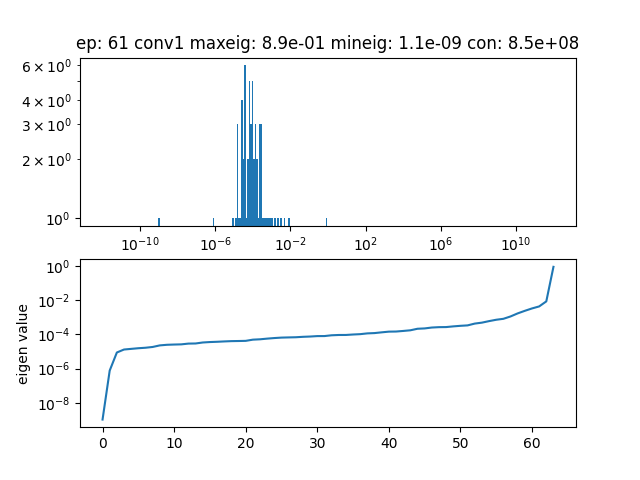 ep: 61 conv1 maxeig: 8.9e-01 mineig: 1.1e-09 con: 8.5e+08
6 × 10⁰
4 × 10⁰
3 × 10⁰
2 × 10⁰
10⁰
10⁻¹⁰ 10⁻⁶ 10⁻² 10² 10⁶ 10¹⁰
10⁰
10⁻²
10⁻⁴
10⁻⁶
10⁻⁸
eigen value
0 10 20 30 40 50 60